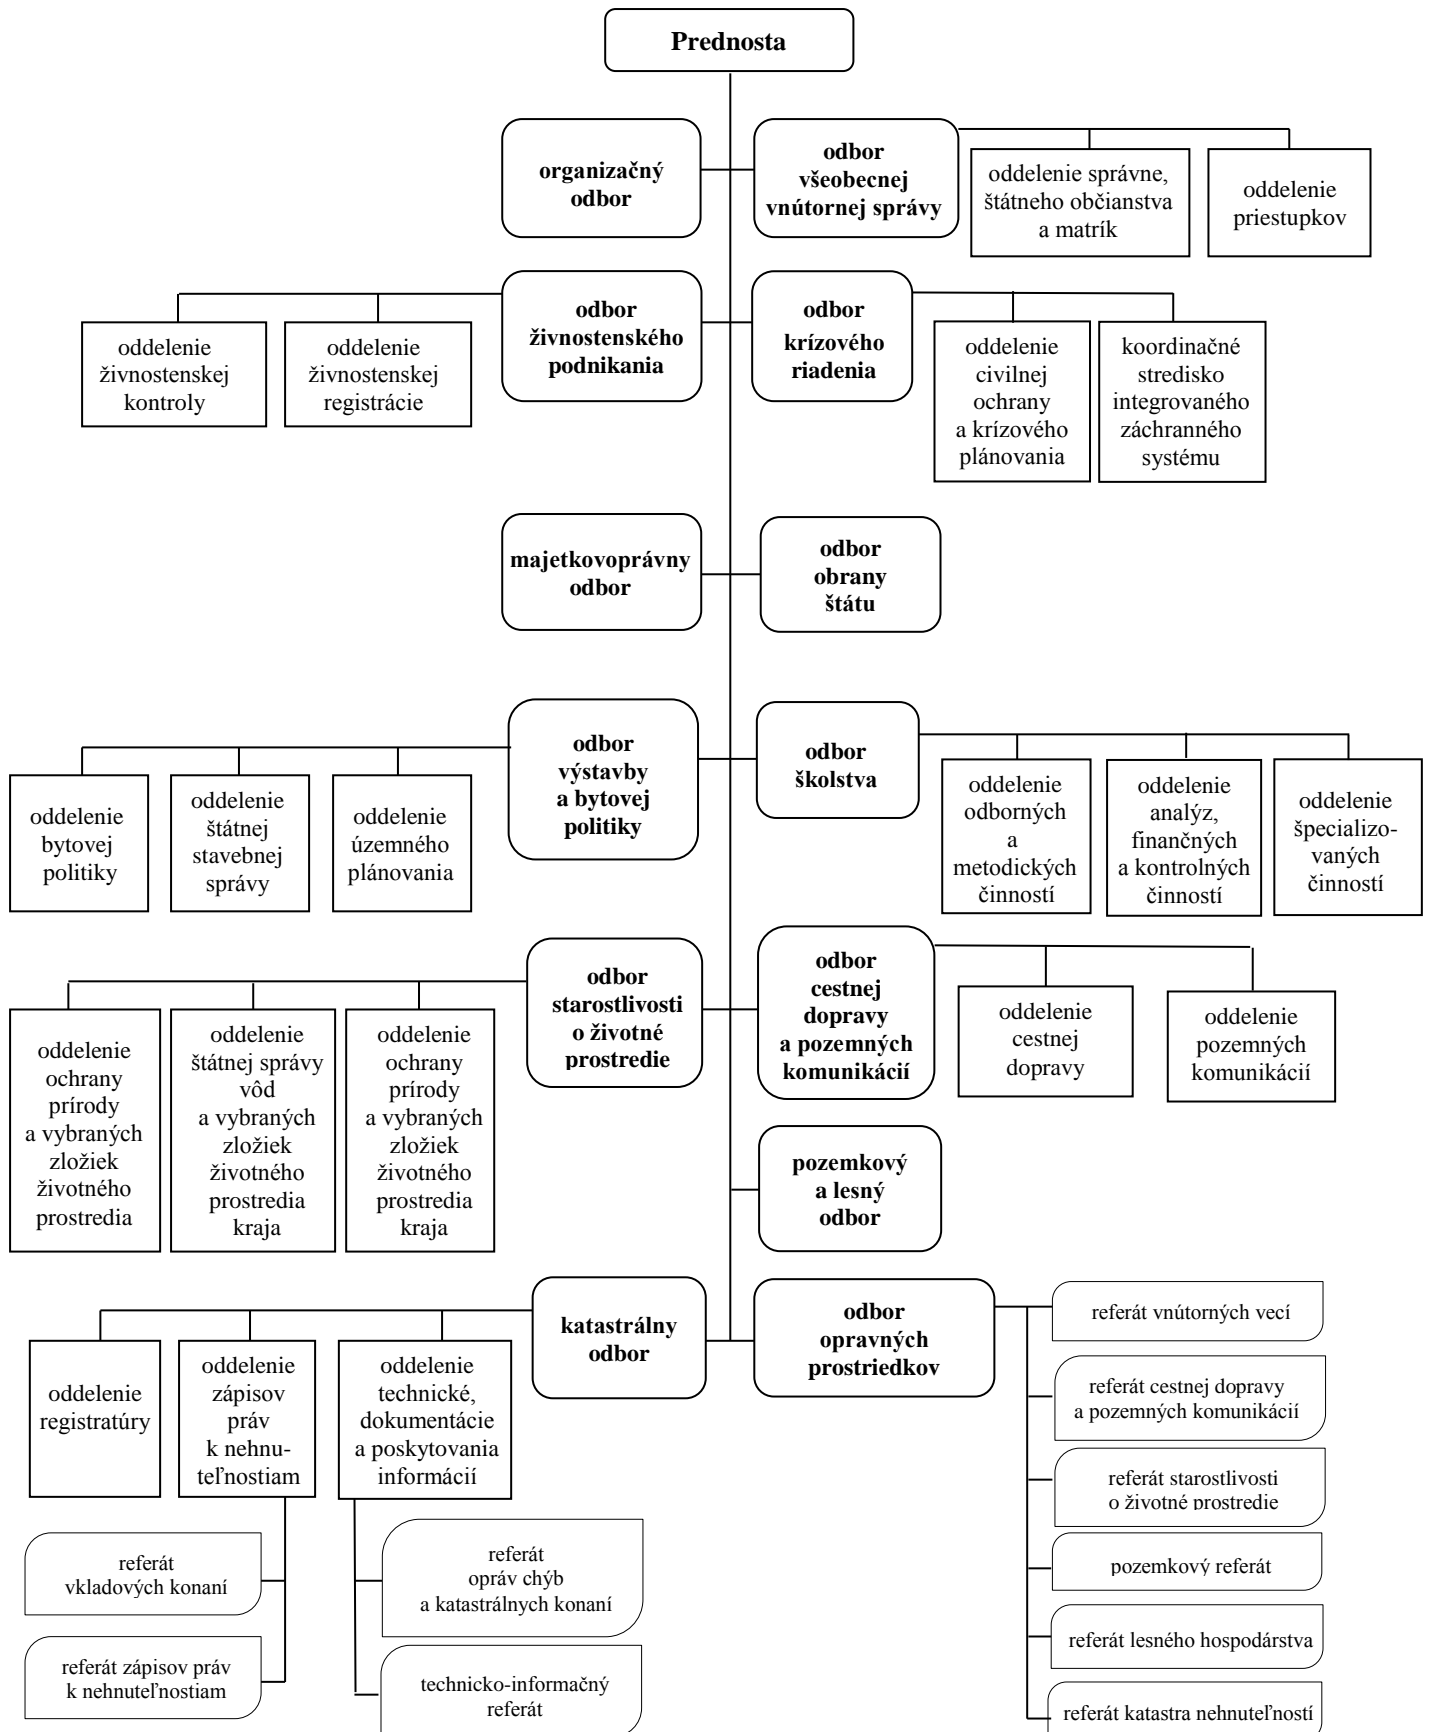 Prednosta
organizačný
odbor
odbor
všeobecnej
vnútornej správy
oddelenie správne,
štátneho občianstva
a matrík
oddelenie
priestupkov
oddelenie
živnostenskej
kontroly
oddelenie
živnostenskej
registrácie
odbor
živnostenského
podnikania
odbor
krízového
riadenia
oddelenie
civilnej
ochrany
a krízového
plánovania
koordinačné
stredisko
integrovaného
záchranného
systému
majetkovoprávny
odbor
odbor
obrany
štátu
oddelenie
bytovej
politiky
oddelenie
štátnej
stavebnej
správy
oddelenie
územného
plánovania
odbor
výstavby
a bytovej
politiky
odbor
školstva
oddelenie
odborných
a
metodických
činností
oddelenie
analýz,
finančných
a kontrolných
činností
oddelenie
špecializo-
vaných
činností
oddelenie
ochrany
prírody
a vybraných
zložiek
životného
prostredia
oddelenie
štátnej správy
vôd
a vybraných
zložiek
životného
prostredia
kraja
oddelenie
ochrany
prírody
a vybraných
zložiek
životného
prostredia
kraja
odbor
starostlivosti
o životné
prostredie
odbor
cestnej
dopravy
a pozemných
komunikácií
oddelenie
cestnej
dopravy
oddelenie
pozemných
komunikácií
pozemkový
a lesný
odbor
oddelenie
registratúry
oddelenie
zápisov
práv
k nehnu-
teľnostiam
oddelenie
technické,
dokumentácie
a poskytovania
informácií
katastrálny
odbor
odbor
opravných
prostriedkov
referát vnútorných vecí
referát cestnej dopravy
a pozemných komunikácií
referát starostlivosti
o životné prostredie
pozemkový referát
referát lesného hospodárstva
referát katastra nehnuteľností
referát
vkladových konaní
referát zápisov práv
k nehnuteľnostiam
referát
opráv chýb
a katastrálnych konaní
technicko-informačný
referát